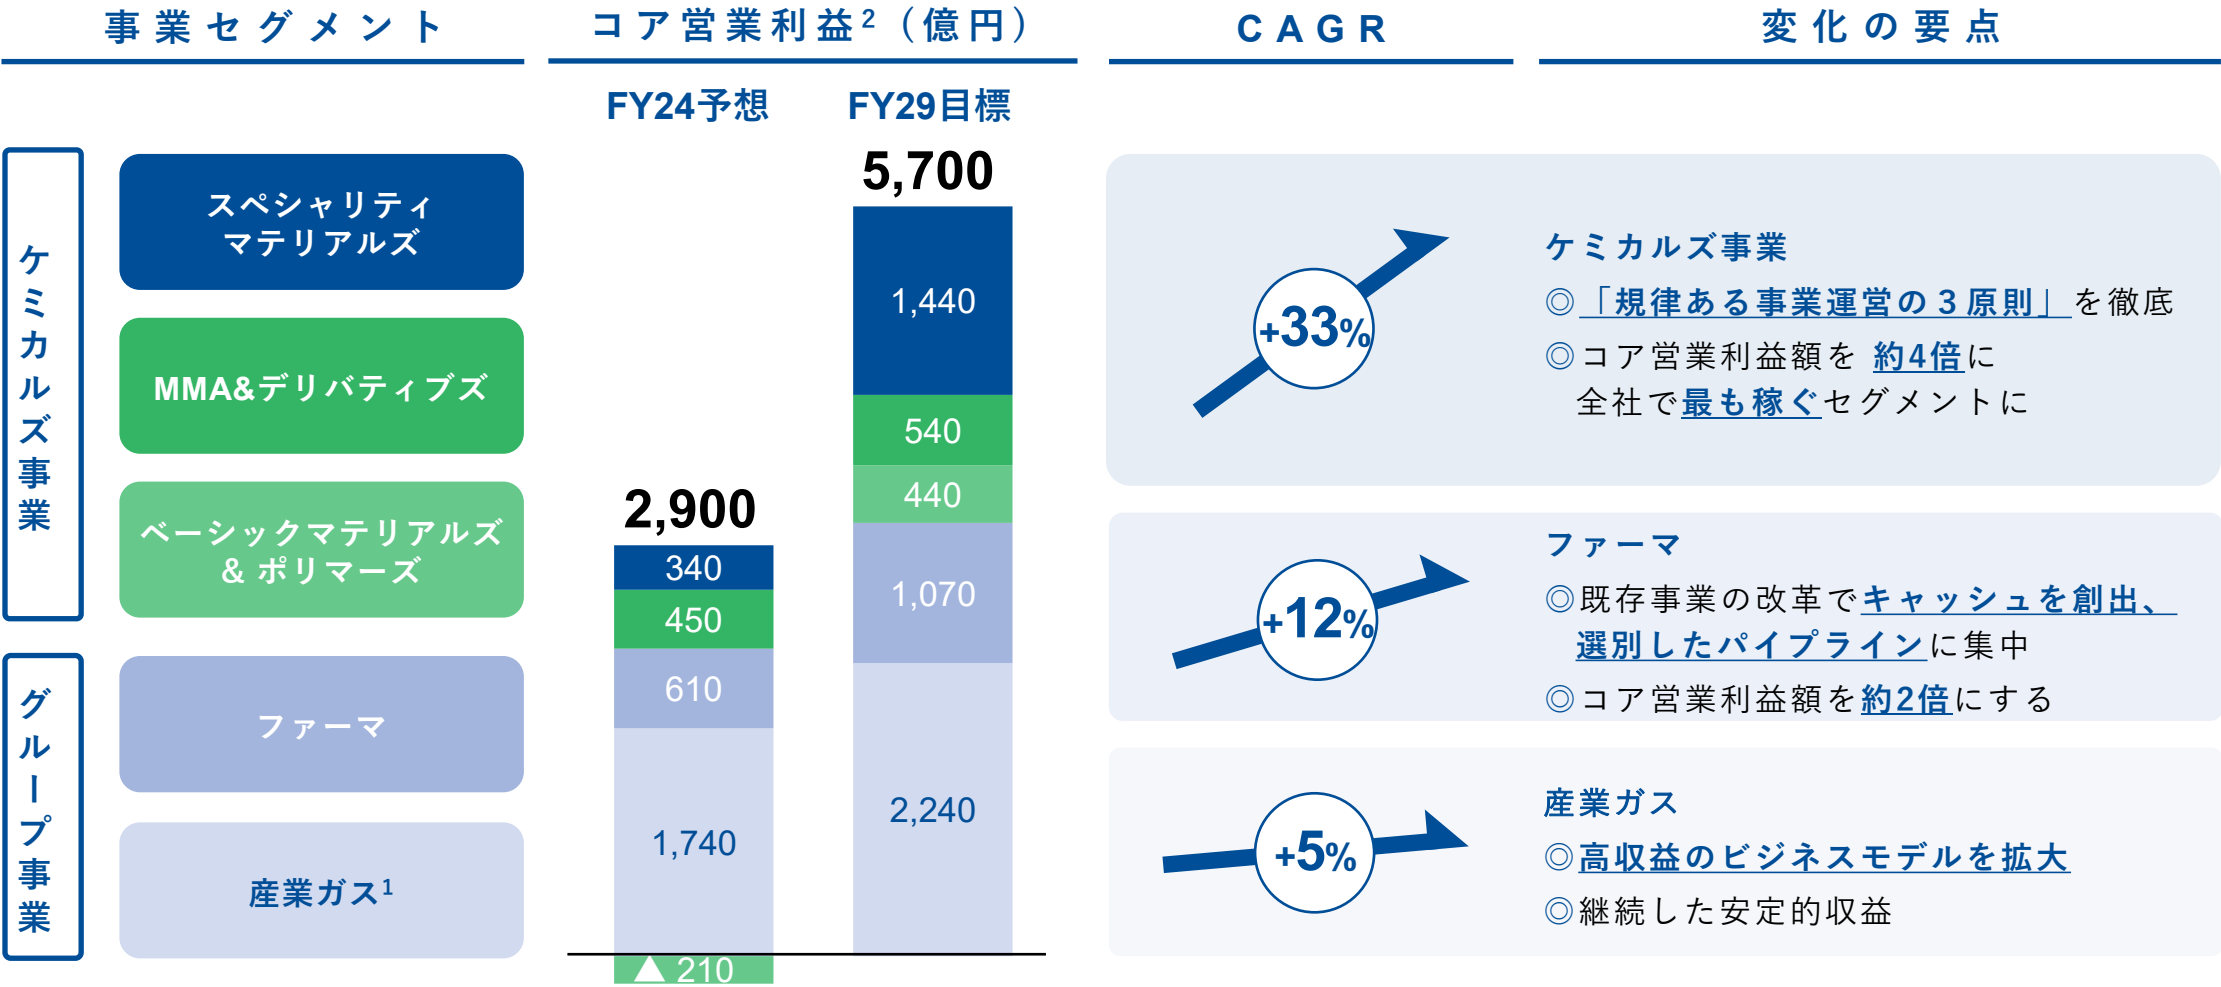 事業セグメント
コア営業利益2（億円）
CAGR
変化の要点
FY24予想
FY29目標
ケミカルズ事業
スペシャリティ
マテリアルズ
MMA&デリバティブズ
ベーシックマテリアルズ
& ポリマーズ
グループ事業
ファーマ
産業ガス1
2,900
340
450
610
1,740
▲ 210
5,700
1,440
540
440
1,070
2,240
+33%
ケミカルズ事業
◎「規律ある事業運営の３原則」を徹底
◎コア営業利益額を 約4倍に
全社で最も稼ぐセグメントに
+12%
ファーマ
◎既存事業の改革でキャッシュを創出、
選別したパイプラインに集中
◎コア営業利益額を約2倍にする
+5%
産業ガス
◎高収益のビジネスモデルを拡大
◎継続した安定的収益